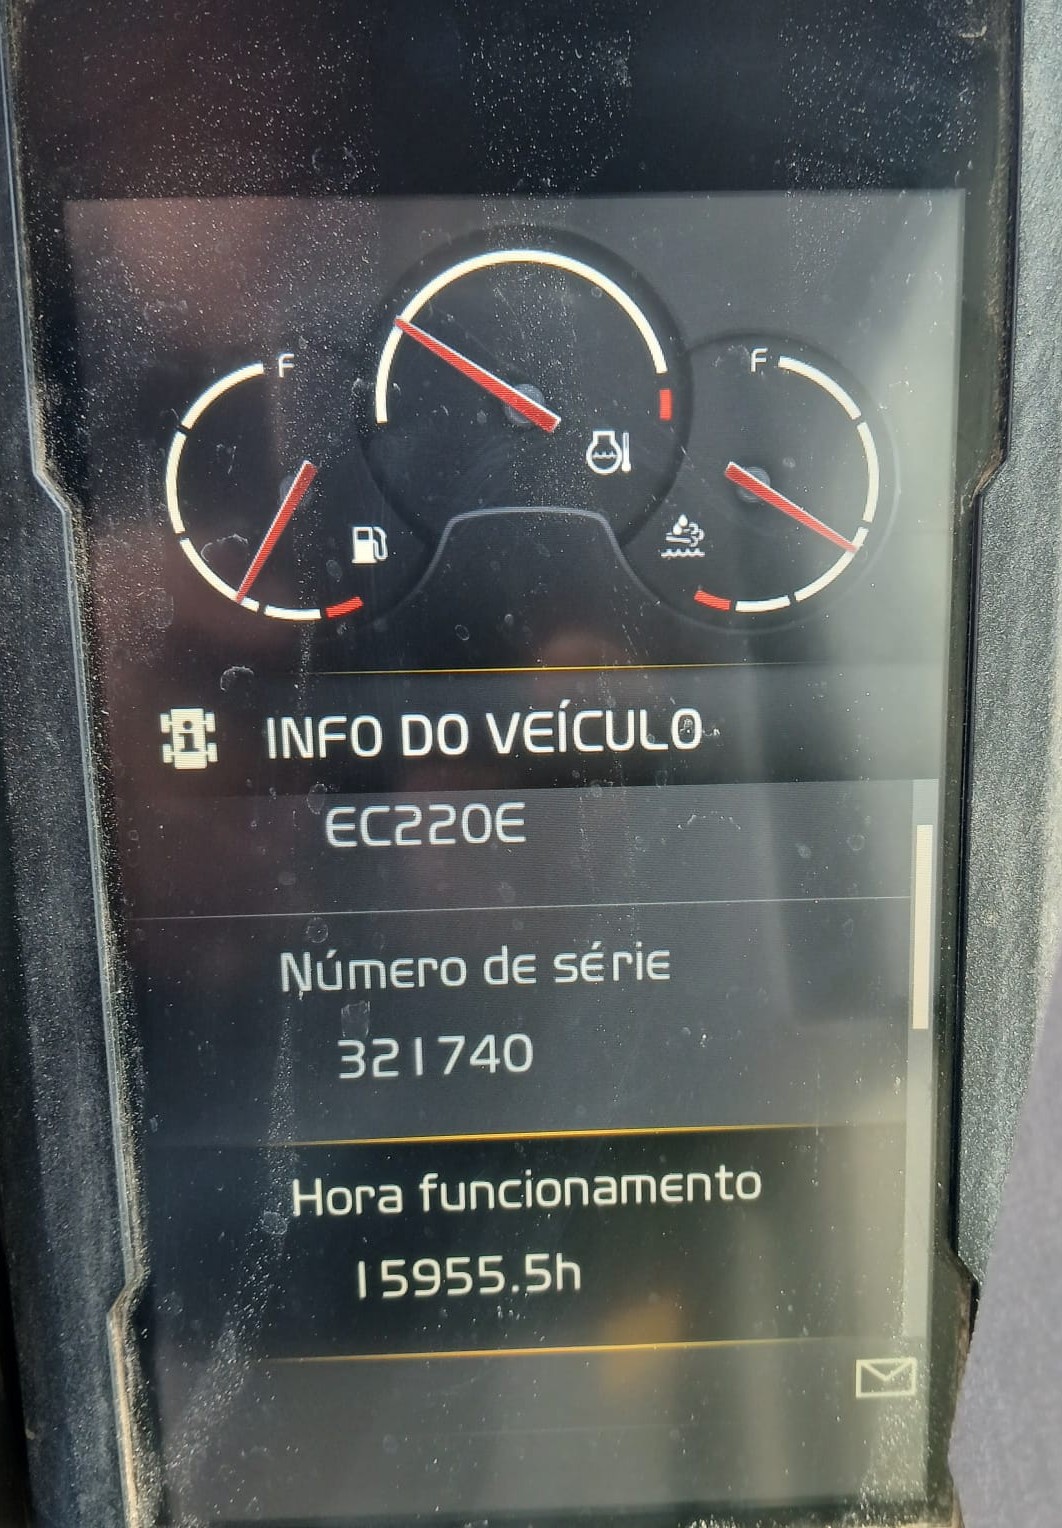 F
F
INFO DO VEÍCULO
EC220E
Número de série
321740
Hora funcionamento
15955.5h